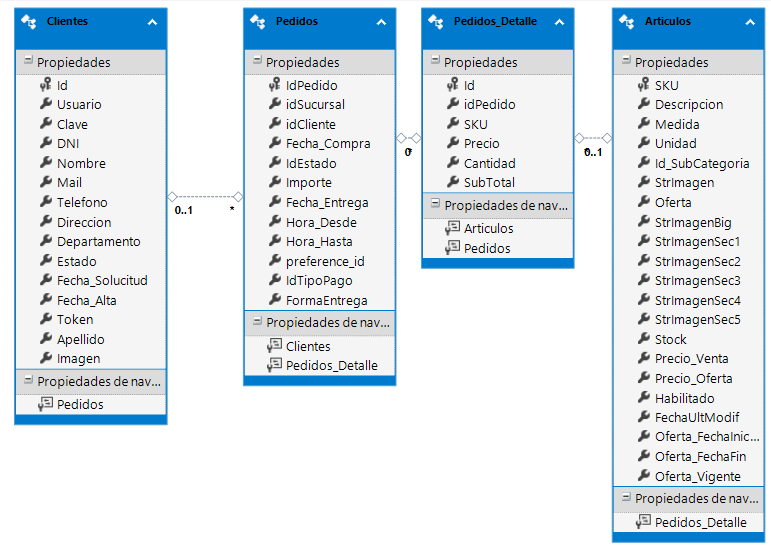 Clientes
Propiedades
Id
Usuario
Clave
DNI
Nombre
Mail
Telefono
Direccion
Departamento
Estado
Fecha_Solucitud
Fecha_Alta
Token
Apellido
Imagen
Propiedades de nav...
Pedidos
0..1
*
Pedidos
Propiedades
IdPedido
idSucursal
idCliente
Fecha_Compra
IdEstado
Importe
Fecha_Entrega
Hora_Desde
Hora_Hasta
preference_id
IdTipoPago
FormaEntrega
Propiedades de nav...
Clientes
Pedidos_Detalle
Pedidos_Detalle
Propiedades
Id
idPedido
SKU
Precio
Cantidad
SubTotal
Propiedades de nav...
Articulos
Pedidos
Articulos
Propiedades
SKU
Descripcion
Medida
Unidad
Id_SubCategoria
StrImagen
Oferta
StrImagenBig
StrImagenSec1
StrImagenSec2
StrImagenSec3
StrImagenSec4
StrImagenSec5
Stock
Precio_Venta
Precio_Oferta
Habilitado
FechaUltModif
Oferta_FechaInic...
Oferta_FechaFin
Oferta_Vigente
Propiedades de nav...
Pedidos_Detalle